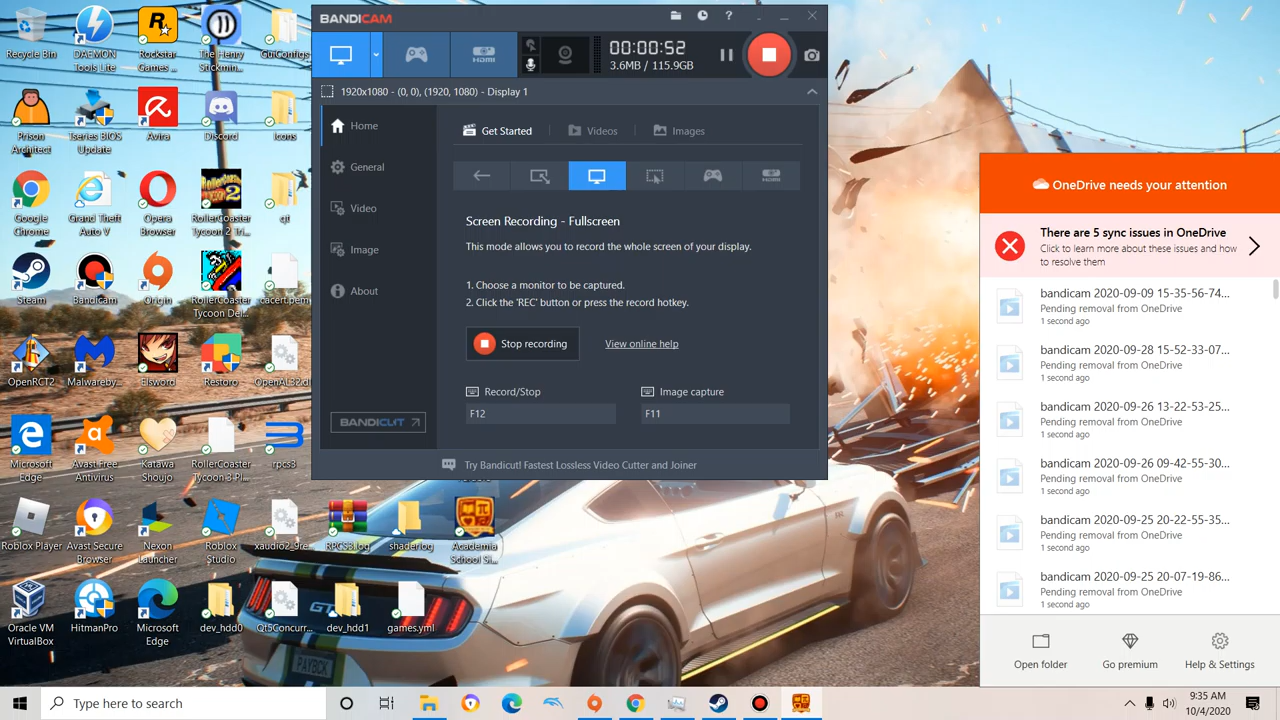 Recycle Bin
DAEMON
Tools Lite
Rockstar
Games ...
The Henry
Stickmin...
GuiConfigs
Prison
Architect
Tseries BIOS
Update
Avira
Discord
Icons
Google
Chrome
Grand Theft
Auto V
Opera
Browser
RollerCoaster
Tycoon 2 Tri...
qt
Steam
Bandicam
Origin
RollerCoaster
Tycoon Del...
cacert.pem
OpenRCT2
Malwareby...
Elsword
Restoro
OpenAL32.dl
Microsoft
Edge
Avast Free
Antivirus
Katawa
Shoujo
RollerCoaster
Tycoon 3 Pl...
rpcs3
Roblox Player
Avast Secure
Browser
Nexon
Launcher
Roblox
Studio
xaudio2_9re...
RPCS3.log
shaderlog
Academia
School Si...
Oracle VM
VirtualBox
HitmanPro
Microsoft
Edge
dev_hdd0
Qt5Concurr...
dev_hdd1
games.yml
BANDICAM
?
HDMI
00:00:52
3.6MB / 115.9GB
1920x1080 - (0, 0), (1920, 1080) - Display 1
Home
General
Video
Image
About
BANDICUT
Get Started
Videos
Images
HDMI
Screen Recording - Fullscreen
This mode allows you to record the whole screen of your display.
1. Choose a monitor to be captured.
2. Click the 'REC' button or press the record hotkey.
Stop recording
View online help
Record/Stop
Image capture
F12
F11
Try Bandicut! Fastest Lossless Video Cutter and Joiner
GT
PAYBCK
OneDrive needs your attention
There are 5 sync issues in OneDrive
Click to learn more about these issues and how
to resolve them
bandicam 2020-09-09 15-35-56-74...
Pending removal from OneDrive
1 second ago
bandicam 2020-09-28 15-52-33-07...
Pending removal from OneDrive
1 second ago
bandicam 2020-09-26 13-22-53-25...
Pending removal from OneDrive
1 second ago
bandicam 2020-09-26 09-42-55-30...
Pending removal from OneDrive
1 second ago
bandicam 2020-09-25 20-22-55-35...
Pending removal from OneDrive
1 second ago
bandicam 2020-09-25 20-07-19-86...
Pending removal from OneDrive
1 second ago
Open folder
Go premium
Help & Settings
Type here to search
9:35 AM
10/4/2020